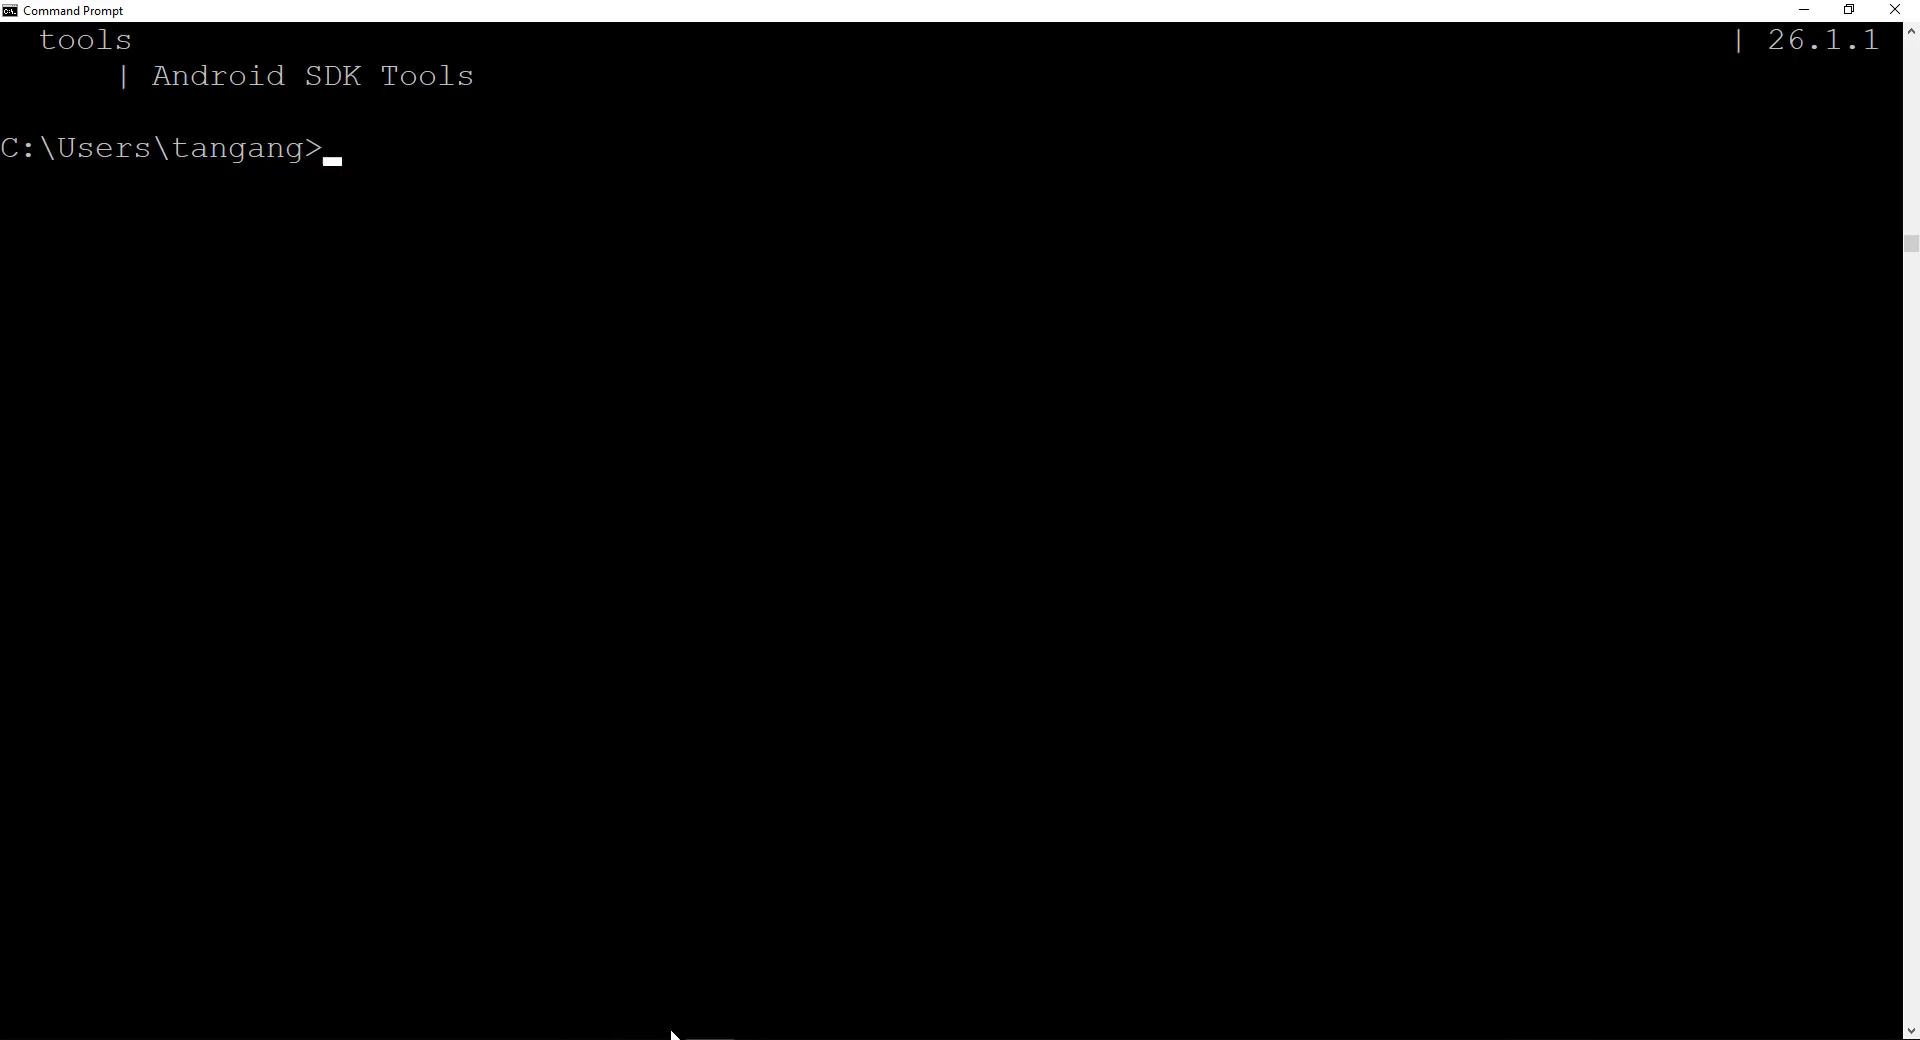 Command Prompt
tools | 26.1.1
| Android SDK Tools
C:\Users\tangang>